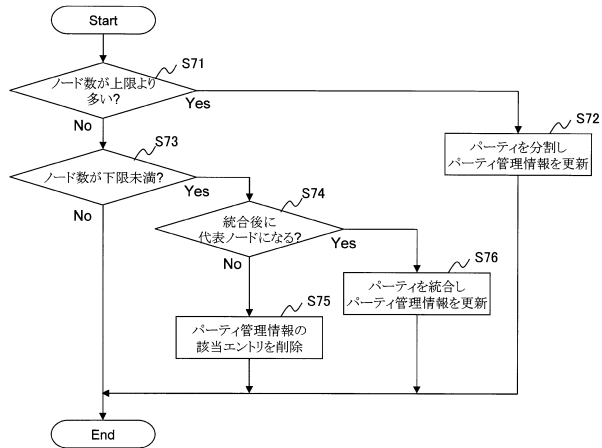 Start
S71
ノード数が上限より
多い?
Yes
No
S72
パーティを分割し
パーティ管理情報を更新
S73
ノード数が下限未満?
Yes
No
S74
統合後に
代表ノードになる?
Yes
No
S76
パーティを統合し
パーティ管理情報を更新
S75
パーティ管理情報の
該当エントリを削除
End